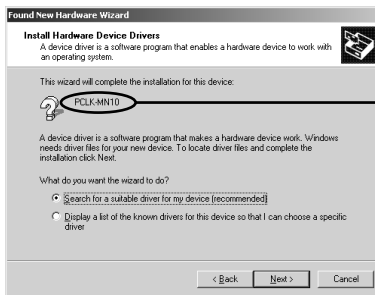 Found New Hardware Wizard
Install Hardware Device Drivers
A device driver is a software program that enables a hardware device to work with
an operating system.
This wizard will complete the installation for this device:
PCLK-MN10
A device driver is a software program that makes a hardware device work. Windows
needs driver files for your new device. To locate driver files and complete the
installation click Next.
What do you want the wizard to do?
Search for a suitable driver for my device (recommended)
Display a list of the known drivers for this device so that I can choose a specific
driver
< Back Next > Cancel